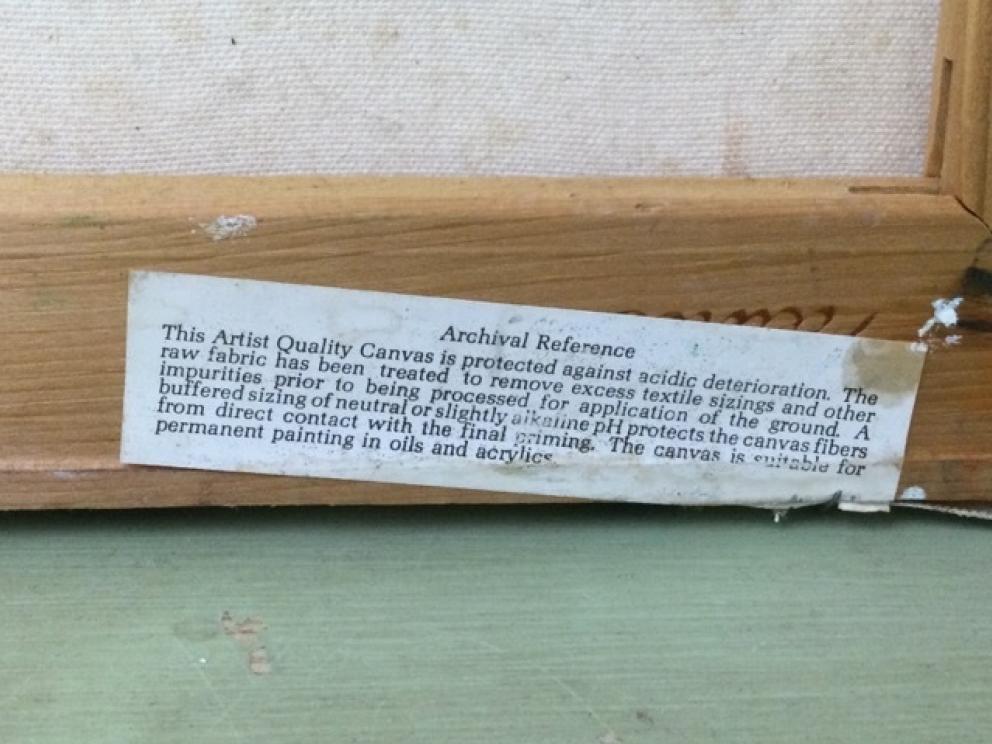 Archival Reference
This Artist Quality Canvas is protected against acidic deterioration. The
raw fabric has been treated to remove excess textile sizings and other
impurities prior to being processed for application of the ground. A
buffered sizing of neutral or slightly alkaline pH protects the canvas fibers
from direct contact with the final priming. The canvas is suitable for
permanent painting in oils and acrylics